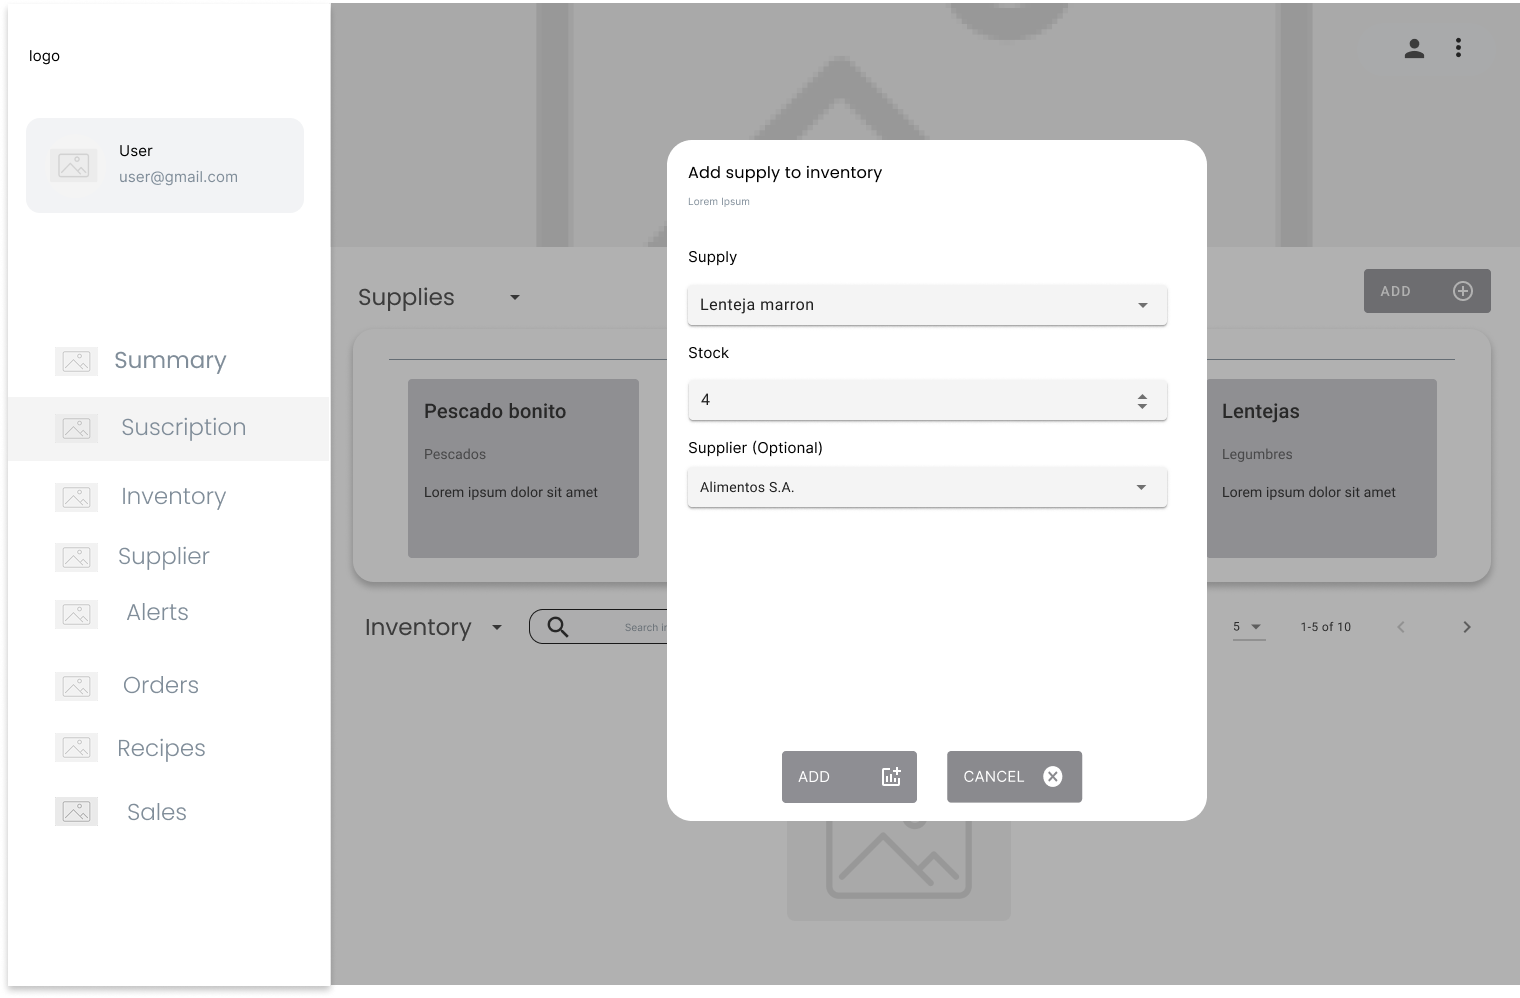 logo
User
user@gmail.com
Summary
Suscription
Inventory
Supplier
Alerts
Orders
Recipes
Sales
Supplies
ADD
Pescado bonito
Pescados
Lorem ipsum dolor sit amet
Lentejas
Legumbres
Lorem ipsum dolor sit amet
Inventory
Search
5
1-5 of 10
Add supply to inventory
Lorem Ipsum
Supply
Lenteja marron
Stock
4
Supplier (Optional)
Alimentos S.A.
ADD
CANCEL